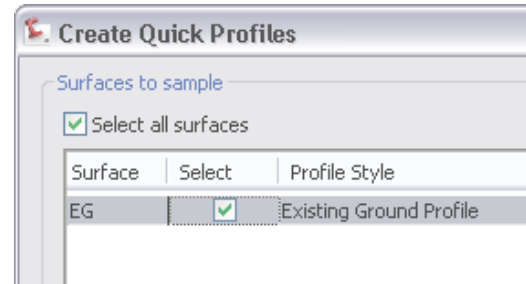 Create Quick Profiles
Surfaces to sample
Select all surfaces
Surface Select Profile Style
EG Existing Ground Profile